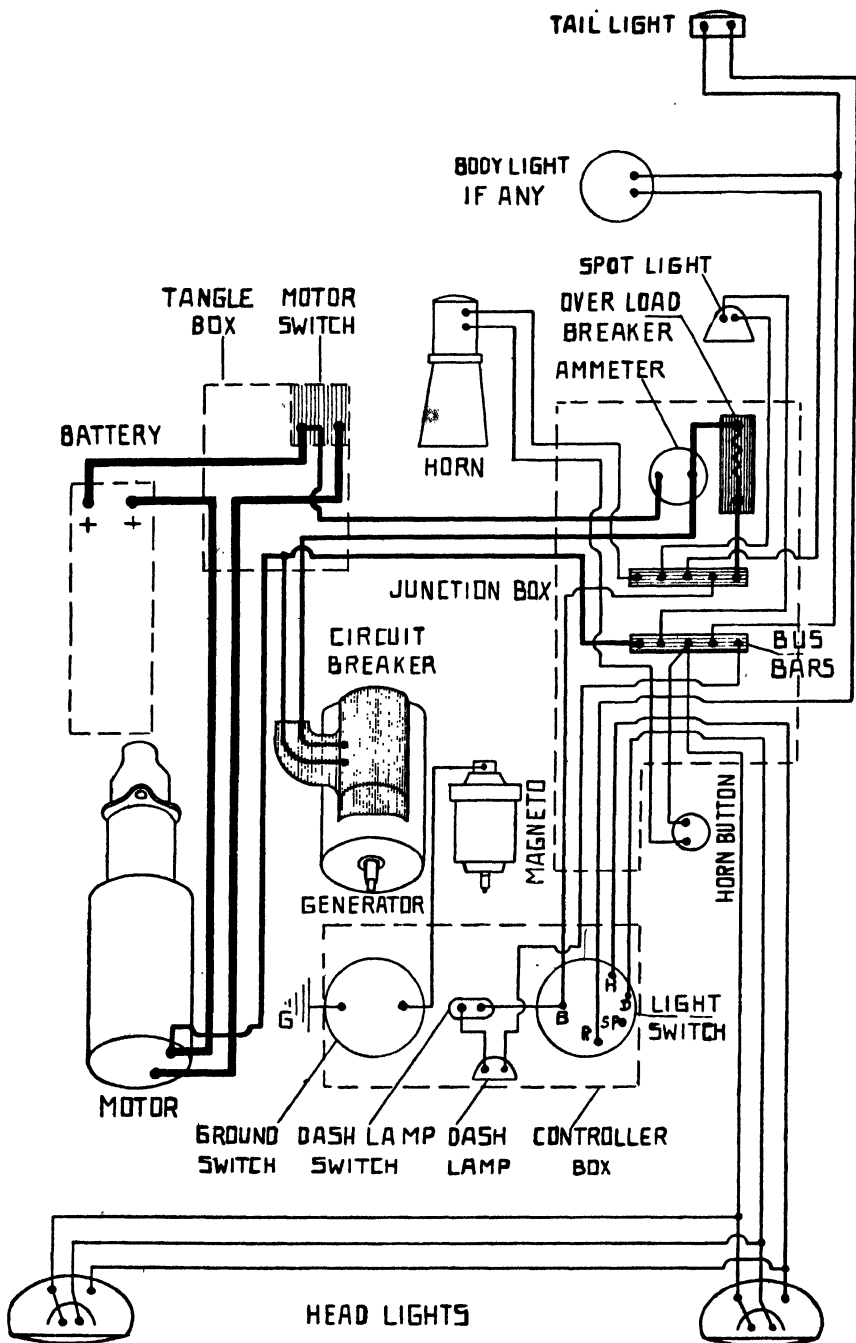 TAIL LIGHT
BODY LIGHT
IF ANY
SPOT LIGHT
TANGLE
BOX
MOTOR
SWITCH
OVER LOAD
BREAKER
AMMETER
BATTERY
HORN
+
+
JUNCTION BOX
CIRCUIT
BREAKER
BUS
BARS
MAGNETO
HORN BUTTON
GENERATOR
G
B
H
D
SP
R
LIGHT
SWITCH
MOTOR
GROUND
SWITCH
DASH LAMP
SWITCH
DASH
LAMP
CONTROLLER
BOX
HEAD LIGHTS